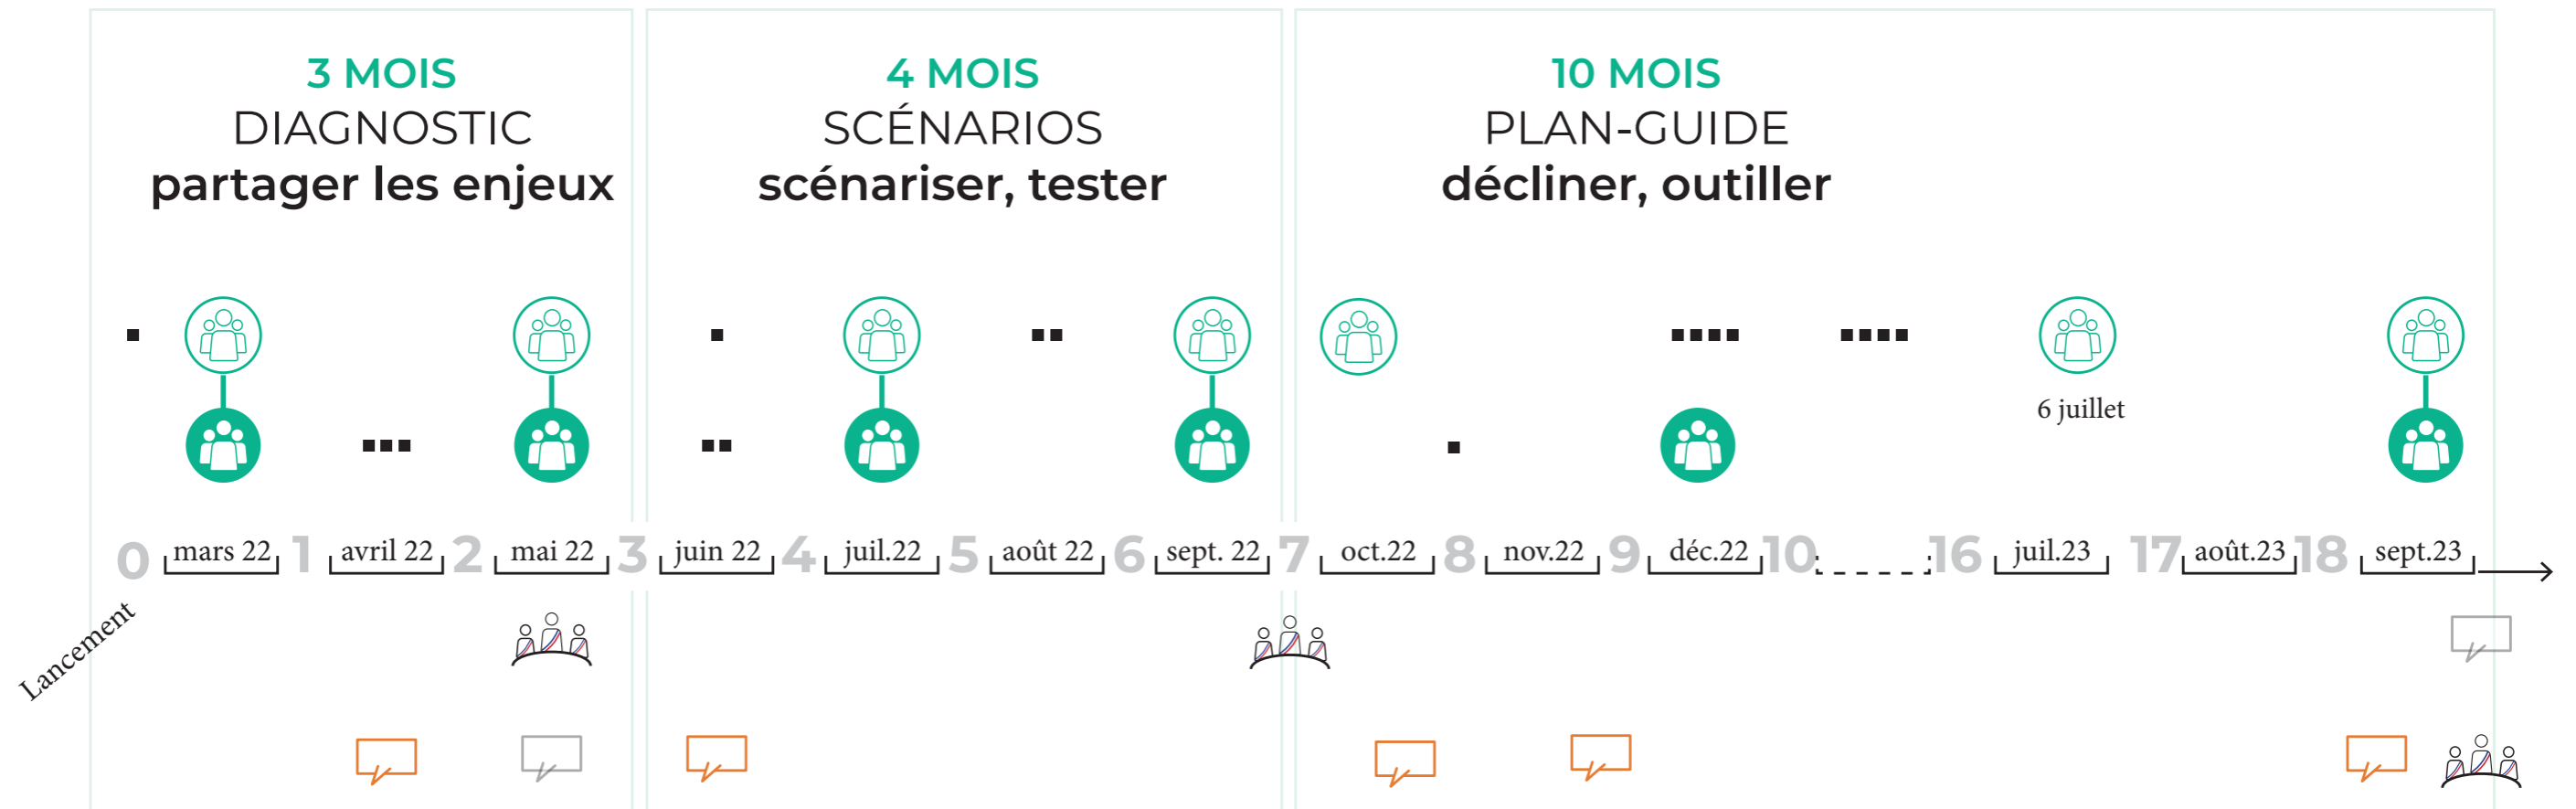 3 MOIS
DIAGNOSTIC
partager les enjeux
4 MOIS
SCÉNARIOS
scénariser, tester
10 MOIS
PLAN-GUIDE
décliner, outiller
6 juillet
0 mars 22 1 avril 22 2 mai 22 3 juin 22 4 juil.22 5 août 22 6 sept. 22 7 oct.22 8 nov.22 9 déc.22 10 16 juil.23 17 août.23 18 sept.23
Lancement